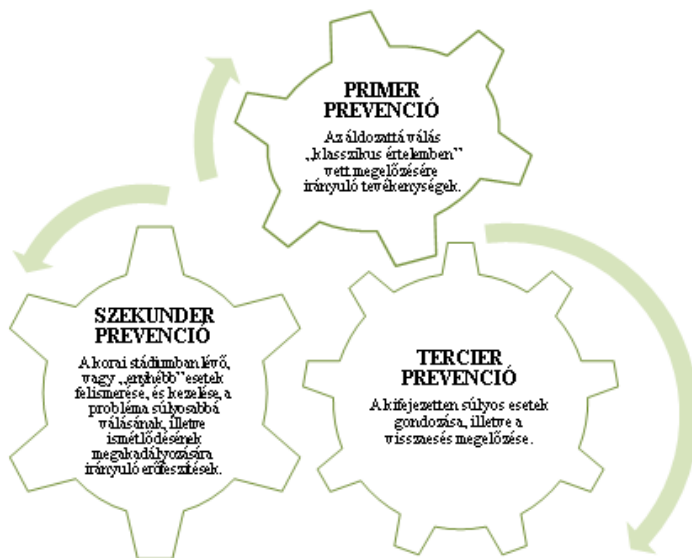 PRIMER
PREVENCIÓ
Az áldozattá válás
„klasszikus értelemben”
vett megelőzésére
irányuló tevékenységek.
SZEKUNDER
PREVENCIÓ
A korai stádiumban lévő,
vagy „enyhébb” esetek
felismerése, és kezelése, a
probléma súlyosabbá
válásának, illetve
ismétlődésének
megakadályozására
irányuló erőfeszítések.
TERCIER
PREVENCIÓ
A kifejezetten súlyos esetek
gondozása, illetve a
visszaesés megelőzése.